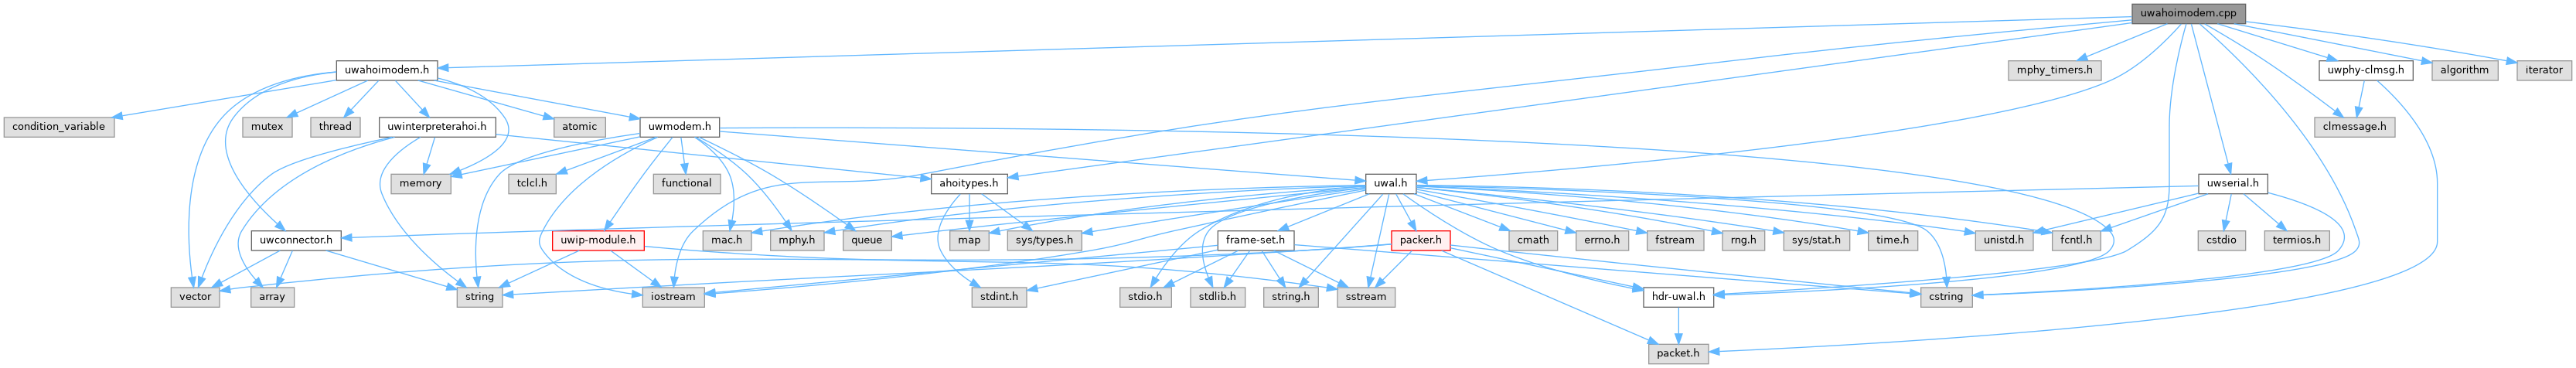 uwahoimodem.cpp
uwahoimodem.h
mphy_timers.h
uwphy-clmsg.h
algorithm
iterator
condition_variable
mutex
thread
uwinterpreterahoi.h
atomic
uwmodem.h
clmessage.h
memory
tclcl.h
functional
ahoitypes.h
uwal.h
uwserial.h
uwconnector.h
uwip-module.h
mac.h
mphy.h
queue
map
sys/types.h
frame-set.h
packer.h
cmath
errno.h
fstream
rng.h
sys/stat.h
time.h
unistd.h
fcntl.h
cstdio
termios.h
vector
array
string
iostream
stdint.h
stdio.h
stdlib.h
string.h
sstream
hdr-uwal.h
cstring
packet.h